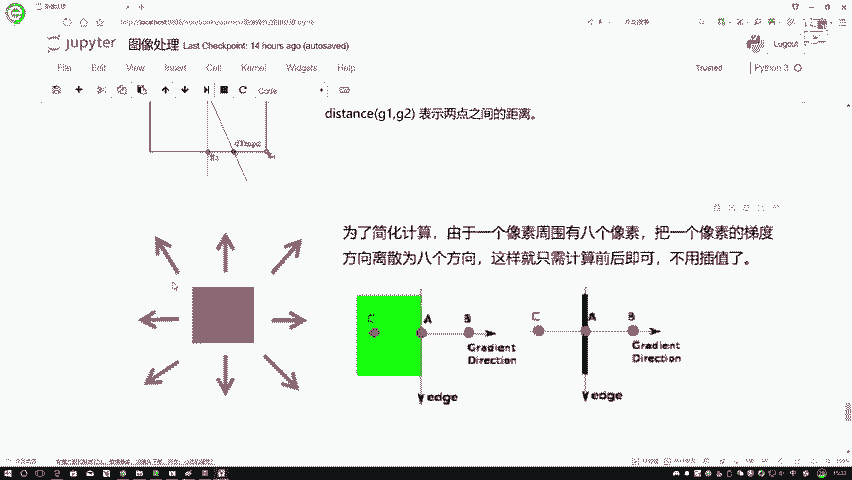 jupyter 图像处理 Last Checkpoint: 14 hours ago (autosaved)
Logout
File Edit View Insert Cell Kernel Widgets Help
Trusted
Python 3
Code
distance(g1,g2) 表示两点之间的距离。
为了简化计算，由于一个像素周围有八个像素，把一个像素的梯度
方向离散为八个方向，这样就只需计算前后即可，不用插值了。
C A B
Gradient
Direction
edge
C A B
Gradient
Direction
edge